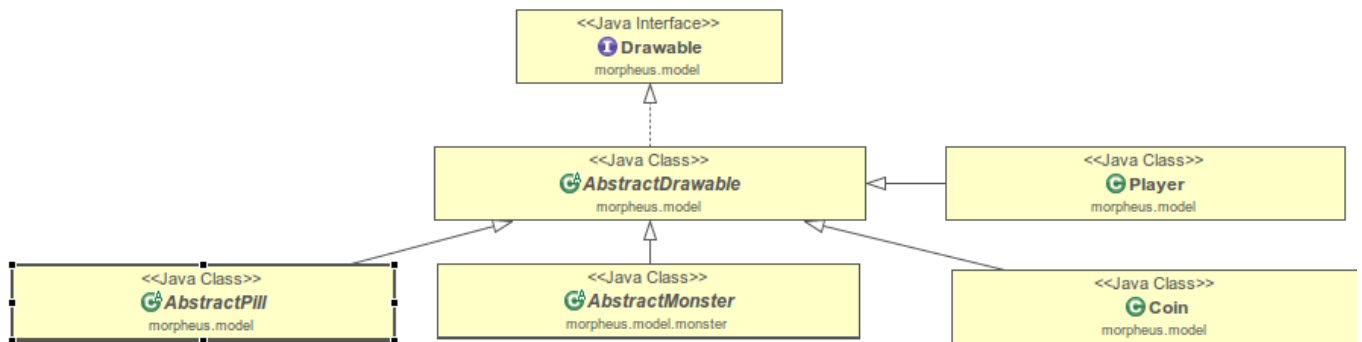 <<Java Interface>>
Drawable
morpheus.model
<<Java Class>>
AbstractDrawable
morpheus.model
<<Java Class>>
Player
morpheus.model
<<Java Class>>
AbstractPill
morpheus.model
<<Java Class>>
AbstractMonster
morpheus.model.monster
<<Java Class>>
Coin
morpheus.model